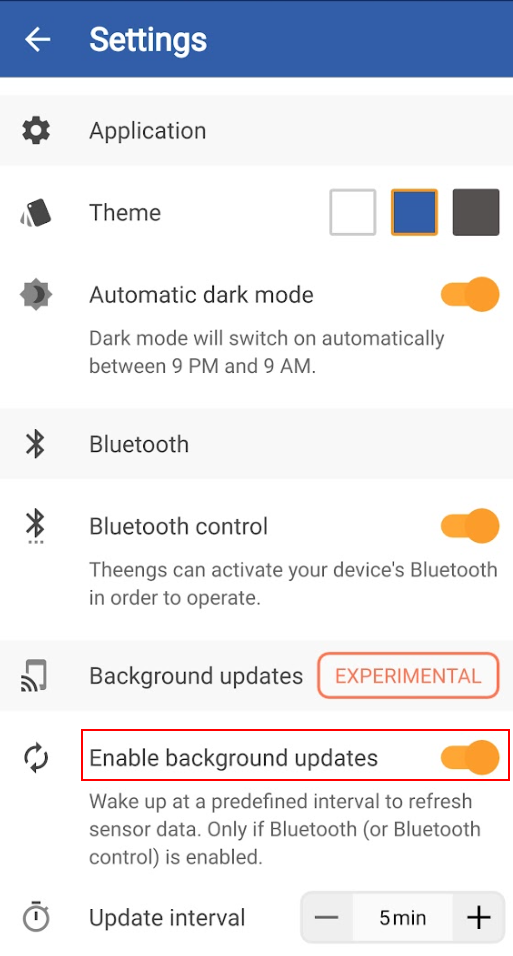 Settings
Application
Theme
Automatic dark mode
Dark mode will switch on automatically
between 9 PM and 9 AM.
Bluetooth
Bluetooth control
Theengs can activate your device's Bluetooth
in order to operate.
Background updates EXPERIMENTAL
Enable background updates
Wake up at a predefined interval to refresh
sensor data. Only if Bluetooth (or Bluetooth
control) is enabled.
Update interval — 5 min +